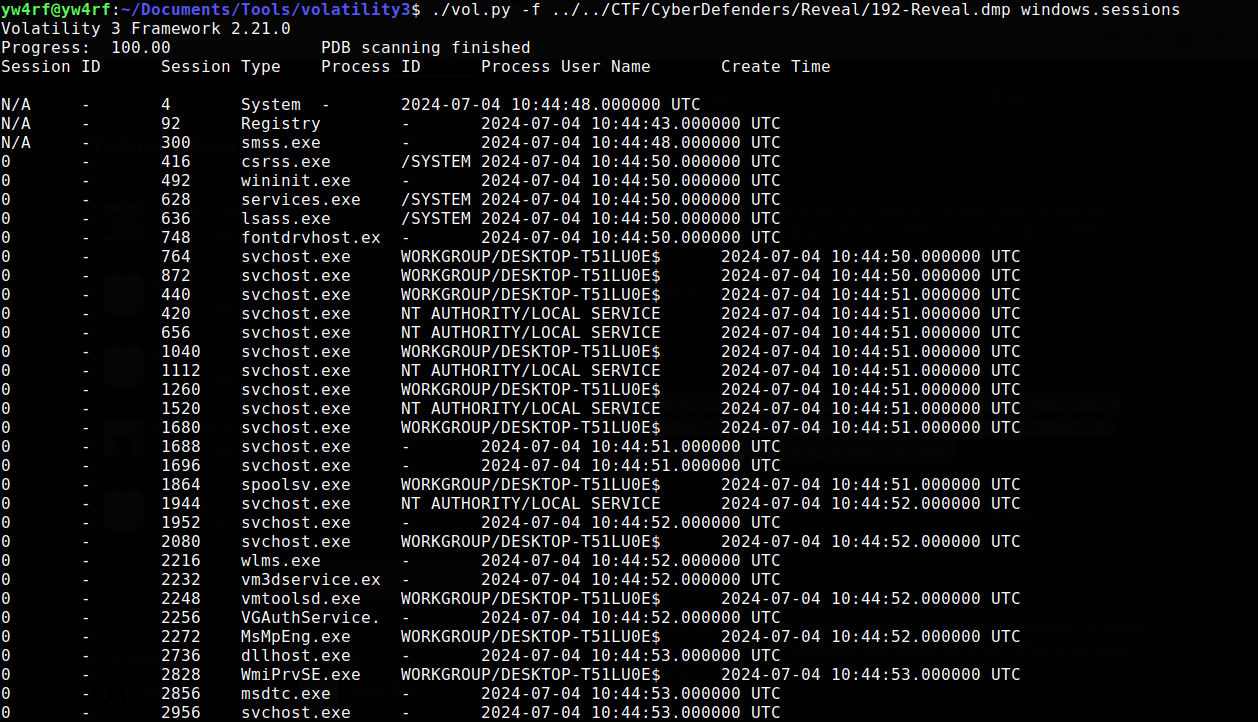 yw4rf@yw4rf:~/Documents/Tools/volatility3$ ./vol.py -f ../../CTF/CyberDefenders/Reveal/192-Reveal.dmp windows.sessions
Volatility 3 Framework 2.21.0
Progress:  100.00               PDB scanning finished
Session ID      Session Type    Process ID      Process User Name       Create Time
N/A     -       4       System  -       2024-07-04 10:44:48.000000 UTC
N/A     -       92      Registry        -       2024-07-04 10:44:43.000000 UTC
N/A     -       300     smss.exe        -       2024-07-04 10:44:48.000000 UTC
0       -       416     csrss.exe       /SYSTEM 2024-07-04 10:44:50.000000 UTC
0       -       492     wininit.exe     -       2024-07-04 10:44:50.000000 UTC
0       -       628     services.exe    /SYSTEM 2024-07-04 10:44:50.000000 UTC
0       -       636     lsass.exe       /SYSTEM 2024-07-04 10:44:50.000000 UTC
0       -       748     fontdrvhost.ex  -       2024-07-04 10:44:50.000000 UTC
0       -       764     svchost.exe     WORKGROUP/DESKTOP-T51LU0E$      2024-07-04 10:44:50.000000 UTC
0       -       872     svchost.exe     WORKGROUP/DESKTOP-T51LU0E$      2024-07-04 10:44:50.000000 UTC
0       -       440     svchost.exe     WORKGROUP/DESKTOP-T51LU0E$      2024-07-04 10:44:51.000000 UTC
0       -       420     svchost.exe     NT AUTHORITY/LOCAL SERVICE      2024-07-04 10:44:51.000000 UTC
0       -       656     svchost.exe     NT AUTHORITY/LOCAL SERVICE      2024-07-04 10:44:51.000000 UTC
0       -       1040    svchost.exe     WORKGROUP/DESKTOP-T51LU0E$      2024-07-04 10:44:51.000000 UTC
0       -       1112    svchost.exe     NT AUTHORITY/LOCAL SERVICE      2024-07-04 10:44:51.000000 UTC
0       -       1260    svchost.exe     WORKGROUP/DESKTOP-T51LU0E$      2024-07-04 10:44:51.000000 UTC
0       -       1520    svchost.exe     NT AUTHORITY/LOCAL SERVICE      2024-07-04 10:44:51.000000 UTC
0       -       1680    svchost.exe     WORKGROUP/DESKTOP-T51LU0E$      2024-07-04 10:44:51.000000 UTC
0       -       1688    svchost.exe     -       2024-07-04 10:44:51.000000 UTC
0       -       1696    svchost.exe     -       2024-07-04 10:44:51.000000 UTC
0       -       1864    spoolsv.exe     WORKGROUP/DESKTOP-T51LU0E$      2024-07-04 10:44:51.000000 UTC
0       -       1944    svchost.exe     NT AUTHORITY/LOCAL SERVICE      2024-07-04 10:44:52.000000 UTC
0       -       1952    svchost.exe     -       2024-07-04 10:44:52.000000 UTC
0       -       2080    svchost.exe     WORKGROUP/DESKTOP-T51LU0E$      2024-07-04 10:44:52.000000 UTC
0       -       2216    wlms.exe        -       2024-07-04 10:44:52.000000 UTC
0       -       2232    vm3dservice.ex  -       2024-07-04 10:44:52.000000 UTC
0       -       2248    vmtoolsd.exe    WORKGROUP/DESKTOP-T51LU0E$      2024-07-04 10:44:52.000000 UTC
0       -       2256    VGAuthService.  -       2024-07-04 10:44:52.000000 UTC
0       -       2272    MsMpEng.exe     WORKGROUP/DESKTOP-T51LU0E$      2024-07-04 10:44:52.000000 UTC
0       -       2736    dllhost.exe     -       2024-07-04 10:44:53.000000 UTC
0       -       2828    WmiPrvSE.exe    WORKGROUP/DESKTOP-T51LU0E$      2024-07-04 10:44:53.000000 UTC
0       -       2856    msdtc.exe       -       2024-07-04 10:44:53.000000 UTC
0       -       2956    svchost.exe     -       2024-07-04 10:44:53.000000 UTC